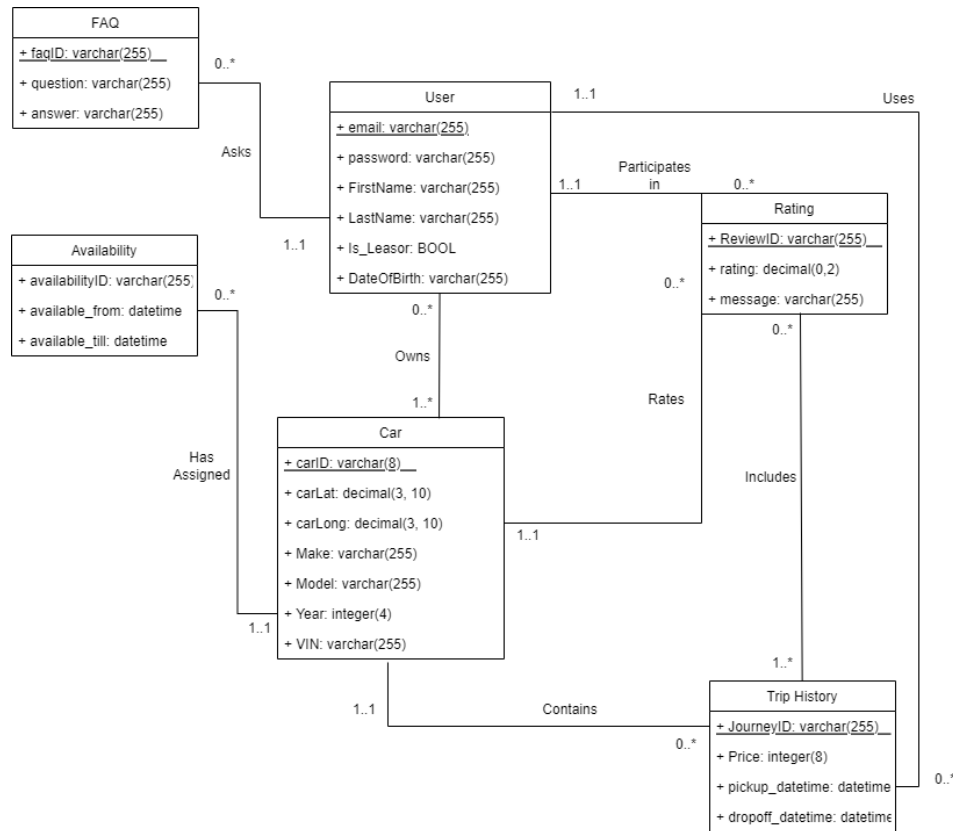 FAQ
+ faqID: varchar(255)
+ question: varchar(255)
+ answer: varchar(255)
0..*
Asks
1..1
User
+ email: varchar(255)
+ password: varchar(255)
+ FirstName: varchar(255)
+ LastName: varchar(255)
+ Is_Leasor: BOOL
+ DateOfBirth: varchar(255)
1..1
Uses
0..*
1..1
Participates
in
0..*
Rating
+ ReviewID: varchar(255)
+ rating: decimal(0,2)
+ message: varchar(255)
0..*
Rates
1..1
0..*
Includes
1..*
Availability
+ availabilityID: varchar(255)
+ available_from: datetime
+ available_till: datetime
0..*
Has
Assigned
1..1
0..*
Owns
1..*
Car
+ carID: varchar(8)
+ carLat: decimal(3, 10)
+ carLong: decimal(3, 10)
+ Make: varchar(255)
+ Model: varchar(255)
+ Year: integer(4)
+ VIN: varchar(255)
1..1
Contains
0..*
Trip History
+ JourneyID: varchar(255)
+ Price: integer(8)
+ pickup_datetime: datetime
+ dropoff_datetime: datetime